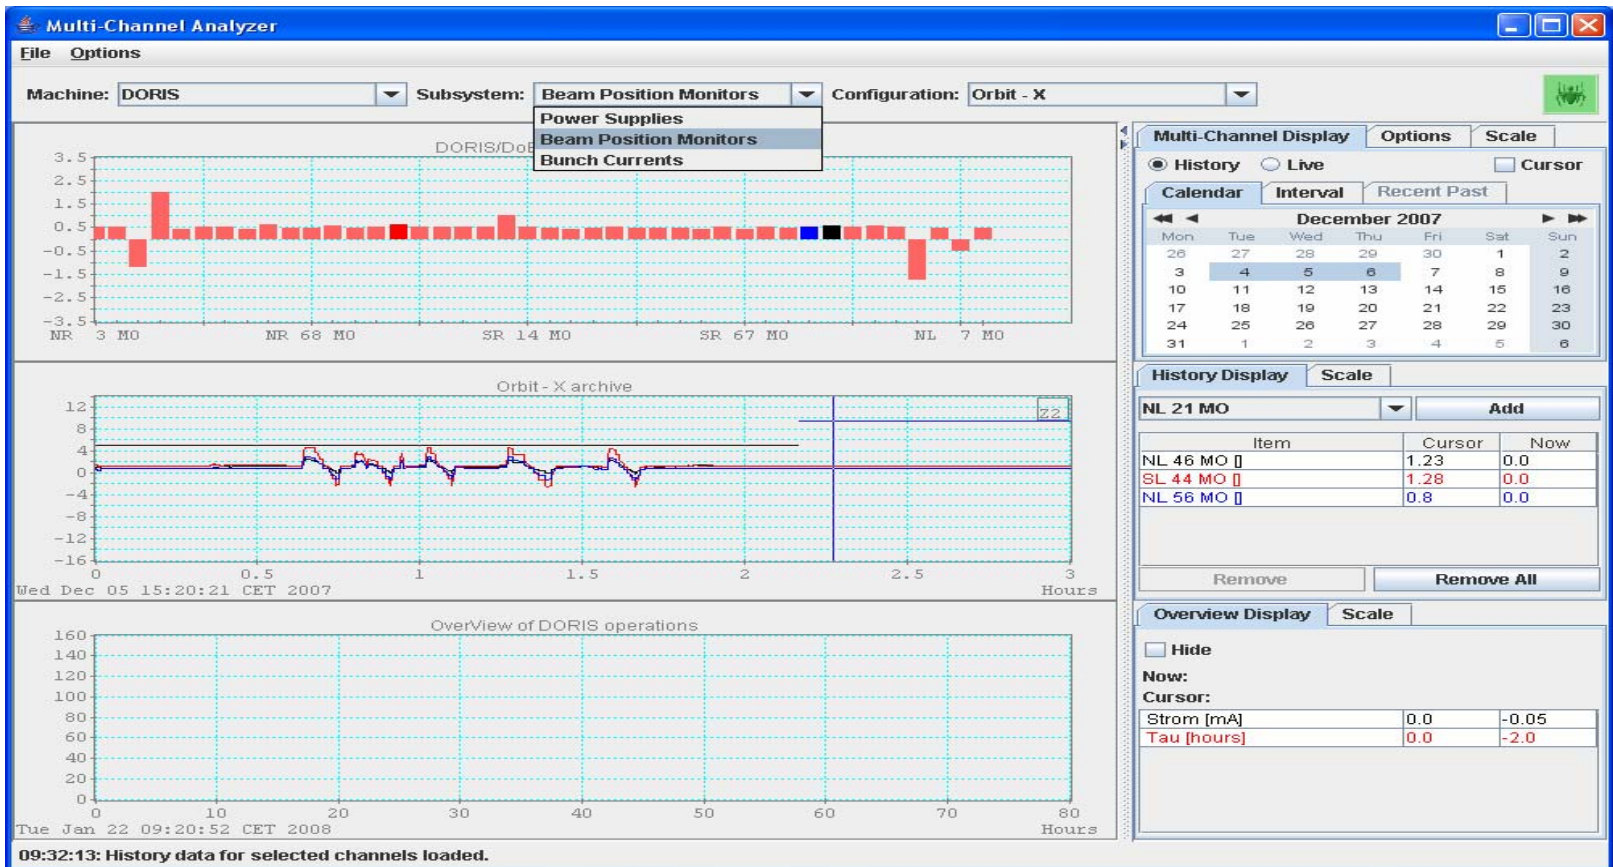 Multi-Channel Analyzer
File Options
Machine: DORIS Subsystem: Beam Position Monitors Configuration: Orbit - X
Power Supplies
Beam Position Monitors
Bunch Currents
DORIS/DoE
3.5
2.5
1.5
0.5
-0.5
-1.5
-2.5
-3.5
NR 3 MO NR 68 MO SR 14 MO SR 67 MO NL 7 MO
Orbit - X archive
Z2
12
8
4
0
-4
-8
-12
-16
0 0.5 1 1.5 2 2.5 3
Wed Dec 05 15:20:21 CET 2007 Hours
OverView of DORIS operations
160
140
120
100
80
60
40
20
0
0 10 20 30 40 50 60 70 80
Tue Jan 22 09:20:52 CET 2008 Hours
Multi-Channel Display Options Scale
History Live Cursor
Calendar Interval Recent Past
December 2007
Mon Tue Wed Thu Fri Sat Sun
26 27 28 29 30 1 2
3 4 5 6 7 8 9
10 11 12 13 14 15 16
17 18 19 20 21 22 23
24 25 26 27 28 29 30
31 1 2 3 4 5 6
History Display Scale
NL 21 MO Add
Item Cursor Now
NL 46 MO [] 1.23 0.0
SL 44 MO [] 1.28 0.0
NL 56 MO [] 0.8 0.0
Remove Remove All
Overview Display Scale
Hide
Now:
Cursor:
Strom [mA] 0.0 -0.05
Tau [hours] 0.0 -2.0
09:32:13: History data for selected channels loaded.